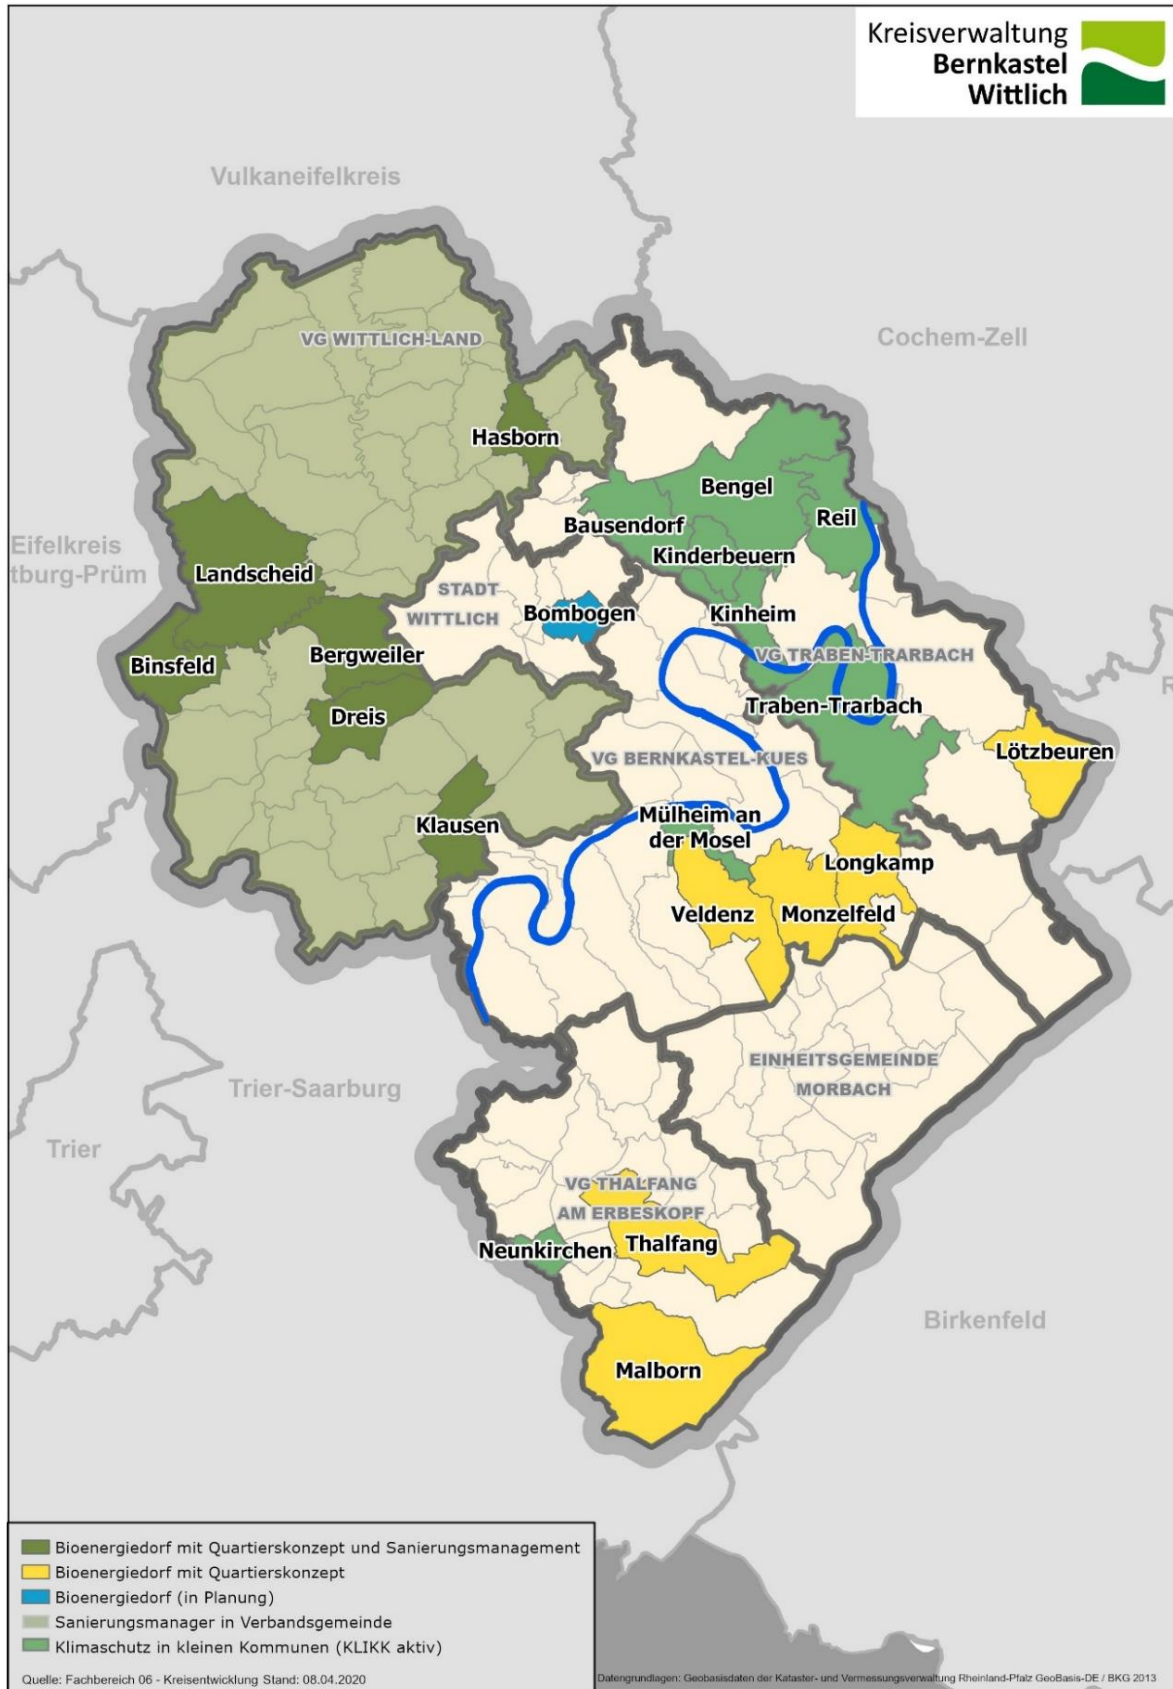 Kreisverwaltung
Bernkastel
Wittlich
Vulkaneifelkreis
Cochem-Zell
VG WITTLICH-LAND
Hasborn
Bengel
Reil
Bausendorf
Kinderbeuern
Eifelkreis
tburg-Prüm
Landscheid
STADT
WITTLICH
Bombogen
Kinheim
Binsfeld
Bergweiler
VG TRABEN-TRARBACH
R
Dreis
Traben-Trarbach
Lötzbeuren
VG BERNKASTEL-KUES
Klausen
Mülheim an
der Mosel
Longkamp
Veldenz
Monzelfeld
EINHEITSGEMEINDE
MORBACH
Trier-Saarburg
Trier
VG THALFANG
AM ERBESKOPF
Neunkirchen
Thalfang
Birkenfeld
Malborn
Bioenergiedorf mit Quartierskonzept und Sanierungsmanagement
Bioenergiedorf mit Quartierskonzept
Bioenergiedorf (in Planung)
Sanierungsmanager in Verbandsgemeinde
Klimaschutz in kleinen Kommunen (KLIKK aktiv)
Quelle: Fachbereich 06 - Kreisentwicklung Stand: 08.04.2020
Datengrundlagen: Geobasisdaten der Kataster- und Vermessungsverwaltung Rheinland-Pfalz GeoBasis-DE / BKG 2013